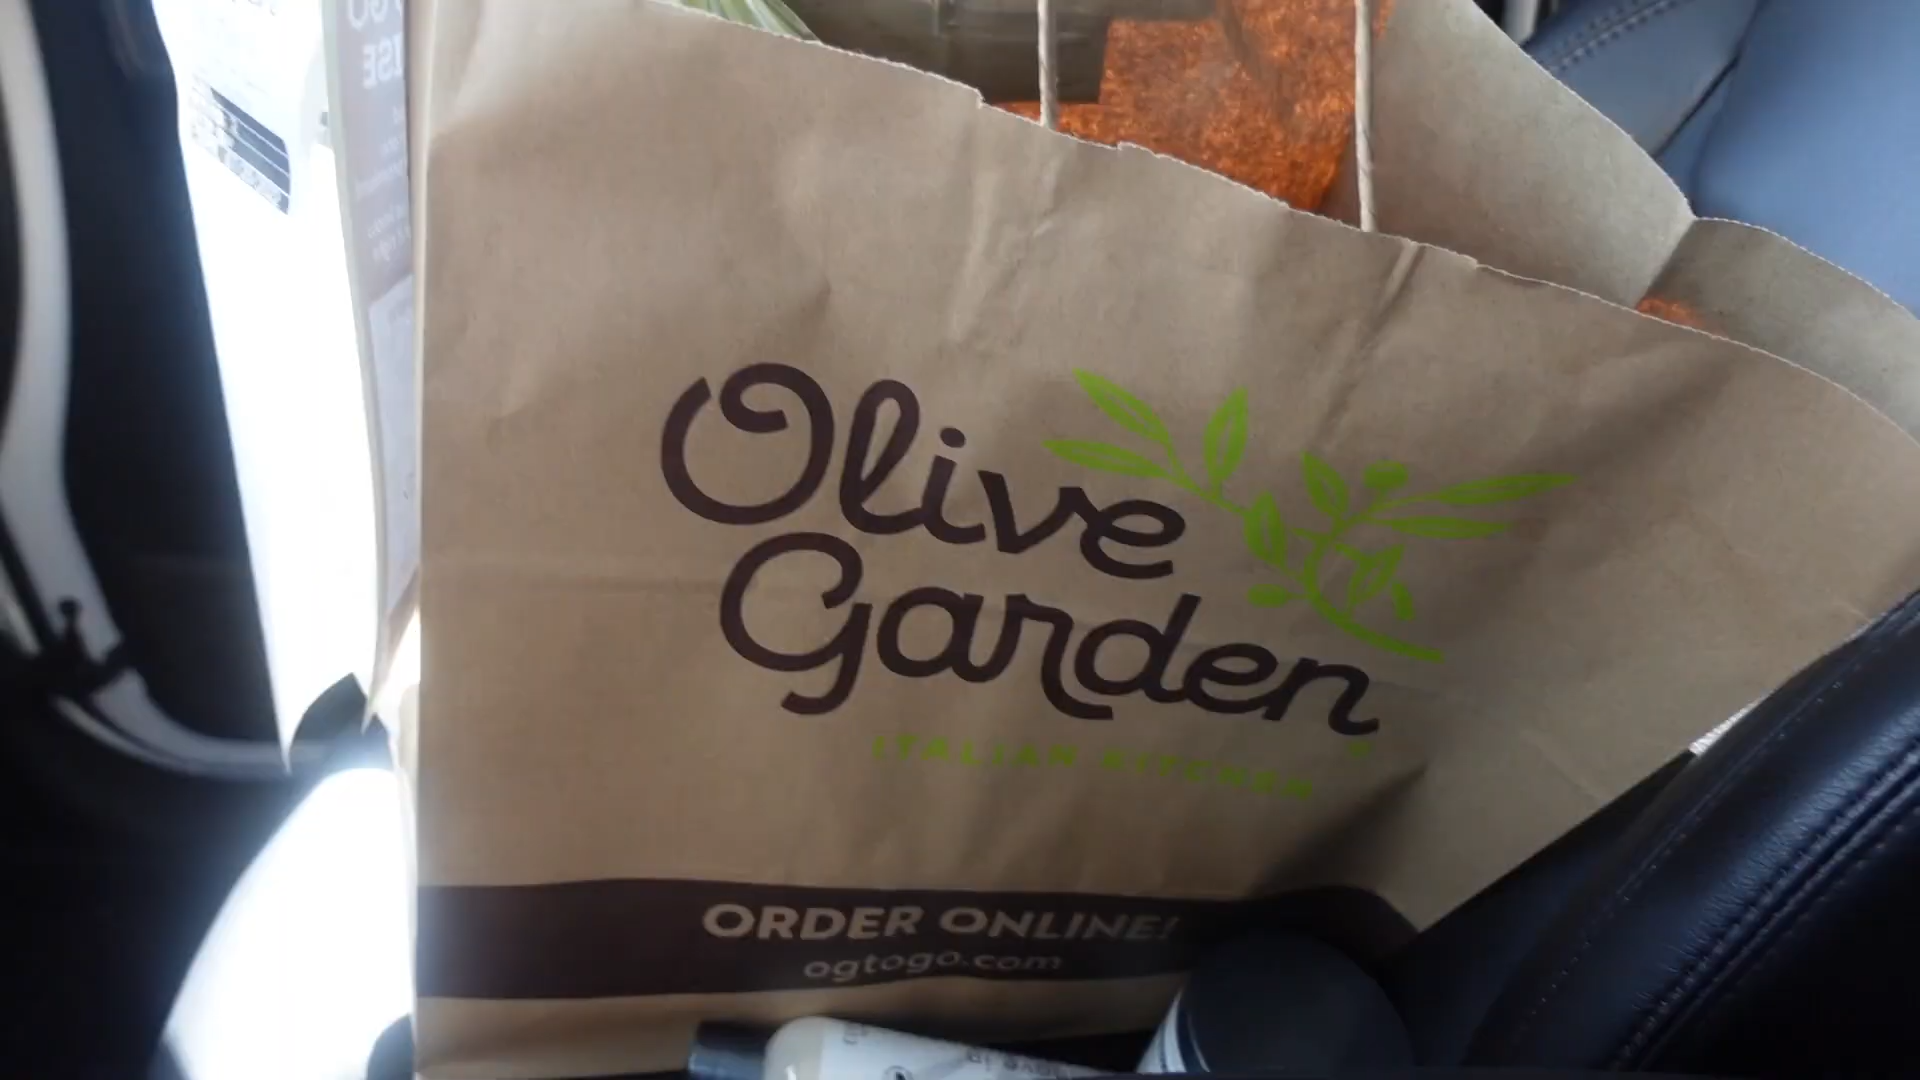 Olive
Garden
ITALIAN KITCHEN
ORDER ONLINE!
ogtogo.com